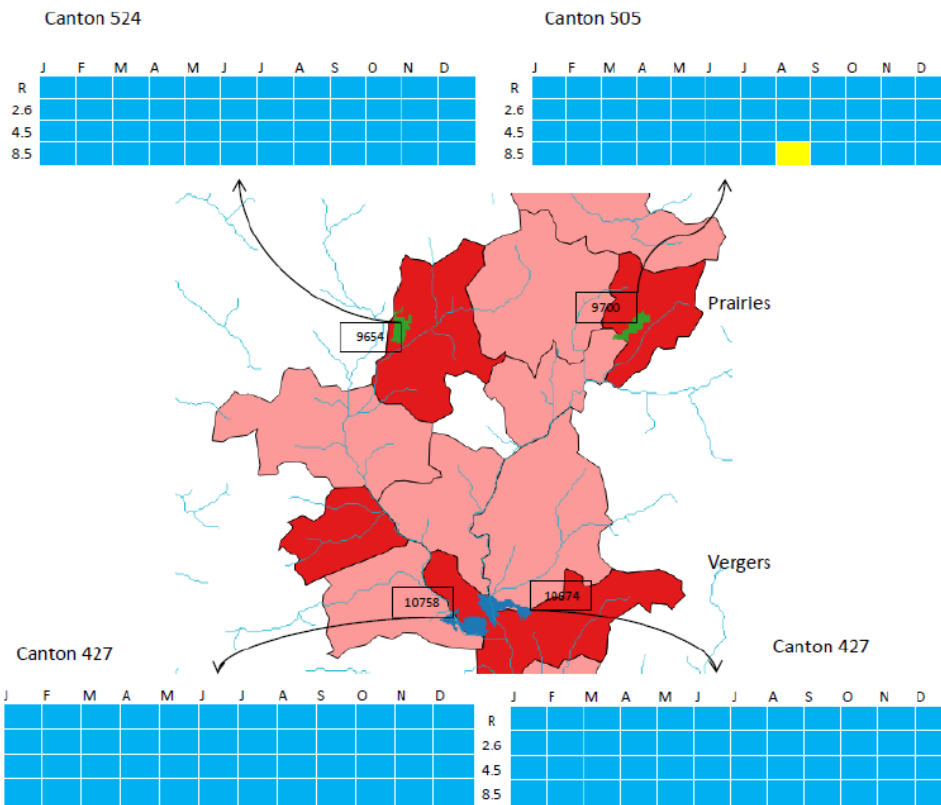 Canton 524
Canton 505
J F M A M J J A S O N D
J F M A M J J A S O N D
R
2.6
4.5
8.5
R
2.6
4.5
8.5
9700
Prairies
9654
Vergers
10758
10674
Canton 427
Canton 427
J F M A M J J A S O N D
J F M A M J J A S O N D
R
2.6
4.5
8.5